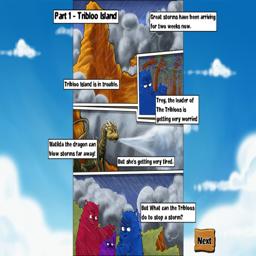 Part 1 - Tribloo Island
Great storms have been arriving
for two weeks now.
Tribloo Island is in trouble.
Troy, the leader of
The Tribloos is
getting very worried
Matilda the dragon can
blow storms far away!
But she's getting very tired.
But What can the Tribloos
do to stop a storm?
Next